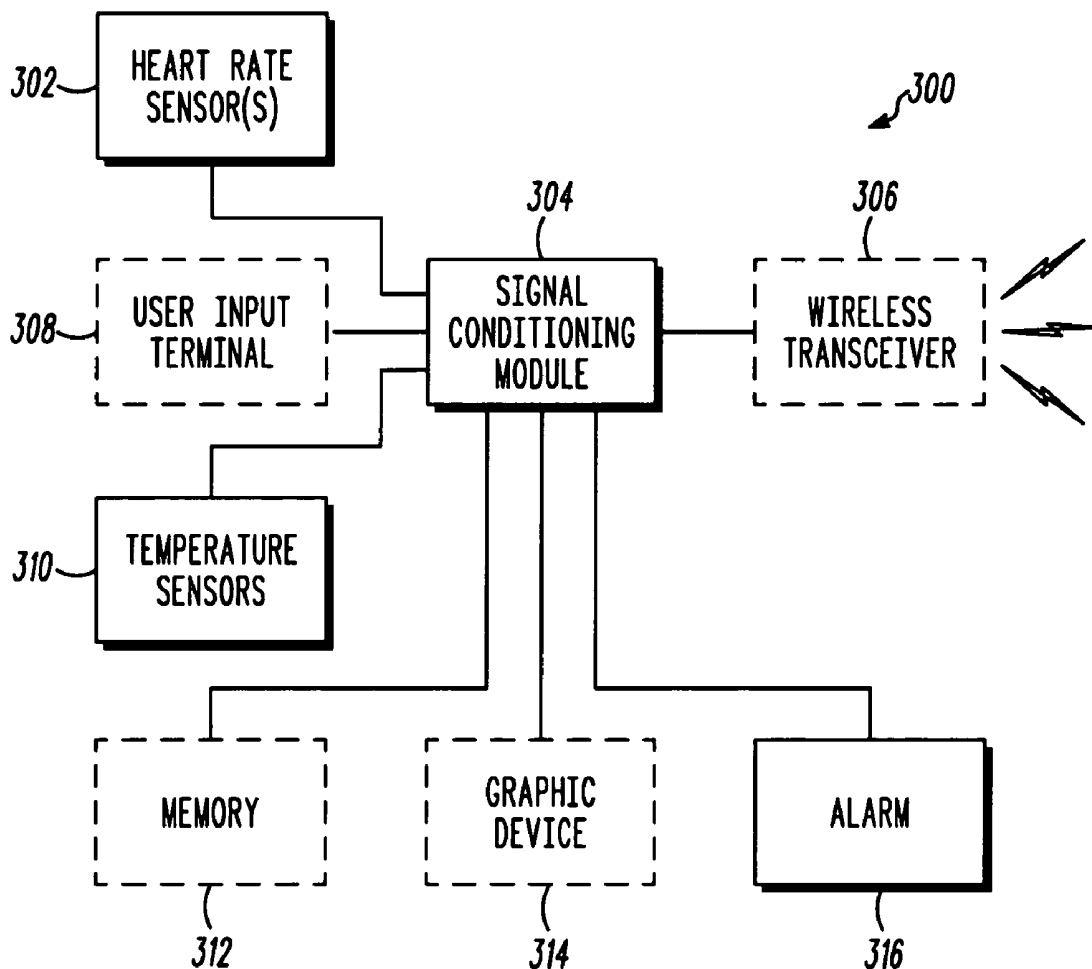 302
HEART RATE
SENSOR(S)
300
304
306
308
USER INPUT
TERMINAL
SIGNAL
CONDITIONING
MODULE
WIRELESS
TRANSCEIVER
310
TEMPERATURE
SENSORS
MEMORY
GRAPHIC
DEVICE
ALARM
312
314
316